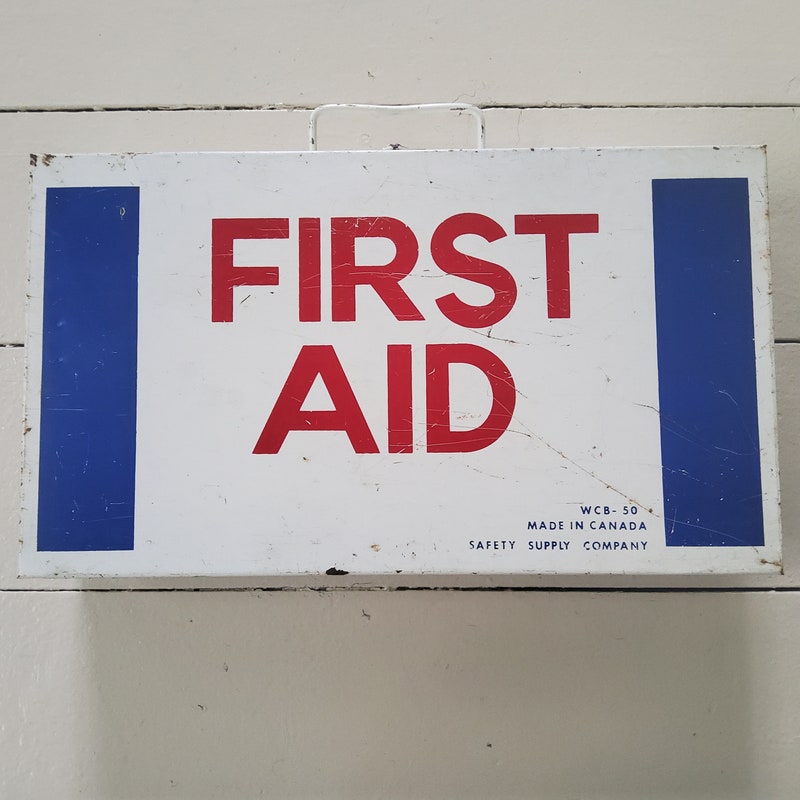 FIRST
AID
WCB- 50
MADE IN CANADA
SAFETY SUPPLY COMPANY